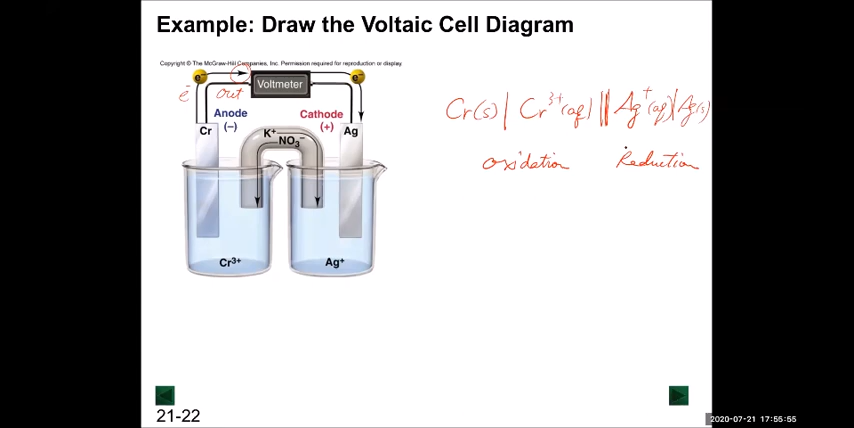 Example: Draw the Voltaic Cell Diagram
Copyright © The McGraw-Hill Companies, Inc. Permission required for reproduction or display.
e⁻ Voltmeter e⁻
e⁻ out
Anode Cathode
(–) (+)
Cr K⁺ Ag
NO₃⁻
Cr³⁺ Ag⁺
Cr(s) | Cr³⁺(aq) || Ag⁺(aq) | Ag(s)
oxidation Reduction
21-22
2020-07-21 17:55:55